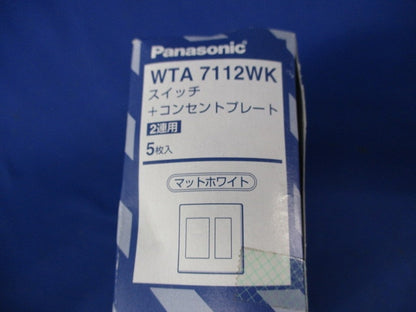 Panasonic
WTA 7112WK
スイッチ
+コンセントプレート
2連用
5枚入
マットホワイト